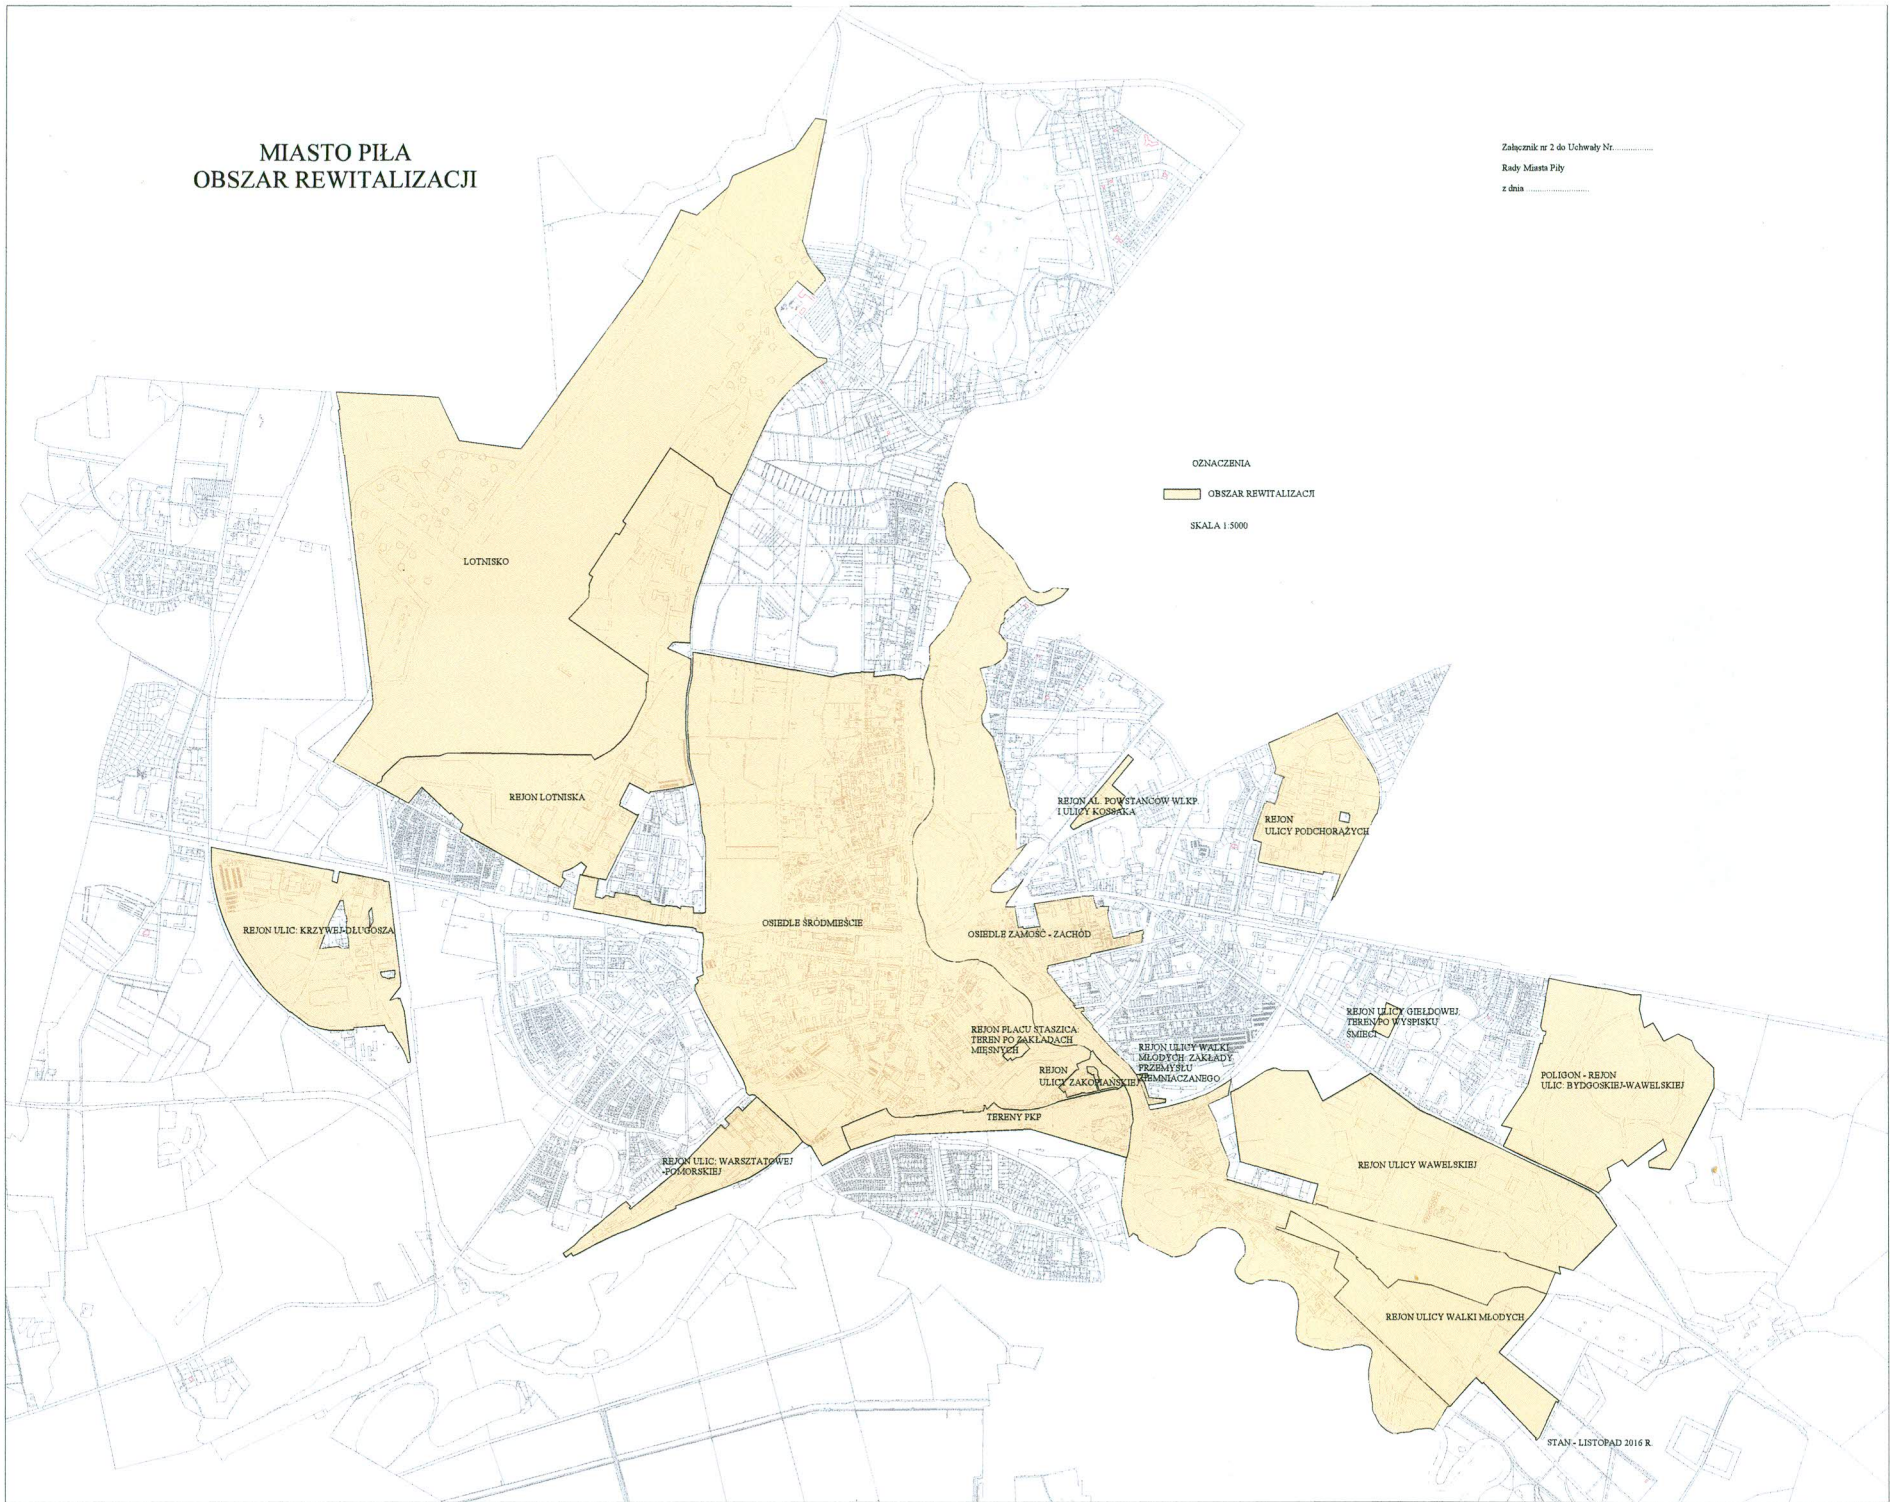 MIASTO PIŁA
OBSZAR REWITALIZACJI
Załącznik nr 2 do Uchwały Nr.................
Rady Miasta Piły
z dnia ..........................
OZNACZENIA
OBSZAR REWITALIZACJI
SKALA 1:5000
LOTNISKO
REJON LOTNISKA
REJON AL. POWSTAŃCÓW WLKP.
I ULICY KOSSAKA
REJON
ULICY PODCHORĄŻYCH
REJON ULIC: KRZYWEJ-DŁUGOSZA
OSIEDLE ŚRÓDMIEŚCIE
OSIEDLE ZAMOŚĆ - ZACHÓD
REJON ULICY GIEŁDOWEJ,
TEREN PO WYSPISKU
ŚMIECI
REJON PLACU STASZICA:
TEREN PO ZAKŁADACH
MIĘSNYCH
REJON ULICY WALKI
MŁODYCH: ZAKŁADY
PRZEMYSŁU
ZIEMNIACZANEGO
REJON
ULICY ZAKOPIAŃSKIEJ
POLIGON - REJON
ULIC: BYDGOSKIEJ-WAWELSKIEJ
TERENY PKP
REJON ULIC: WARSZTATOWEJ
-POMORSKIEJ
REJON ULICY WAWELSKIEJ
REJON ULICY WALKI MŁODYCH
STAN - LISTOPAD 2016 R.